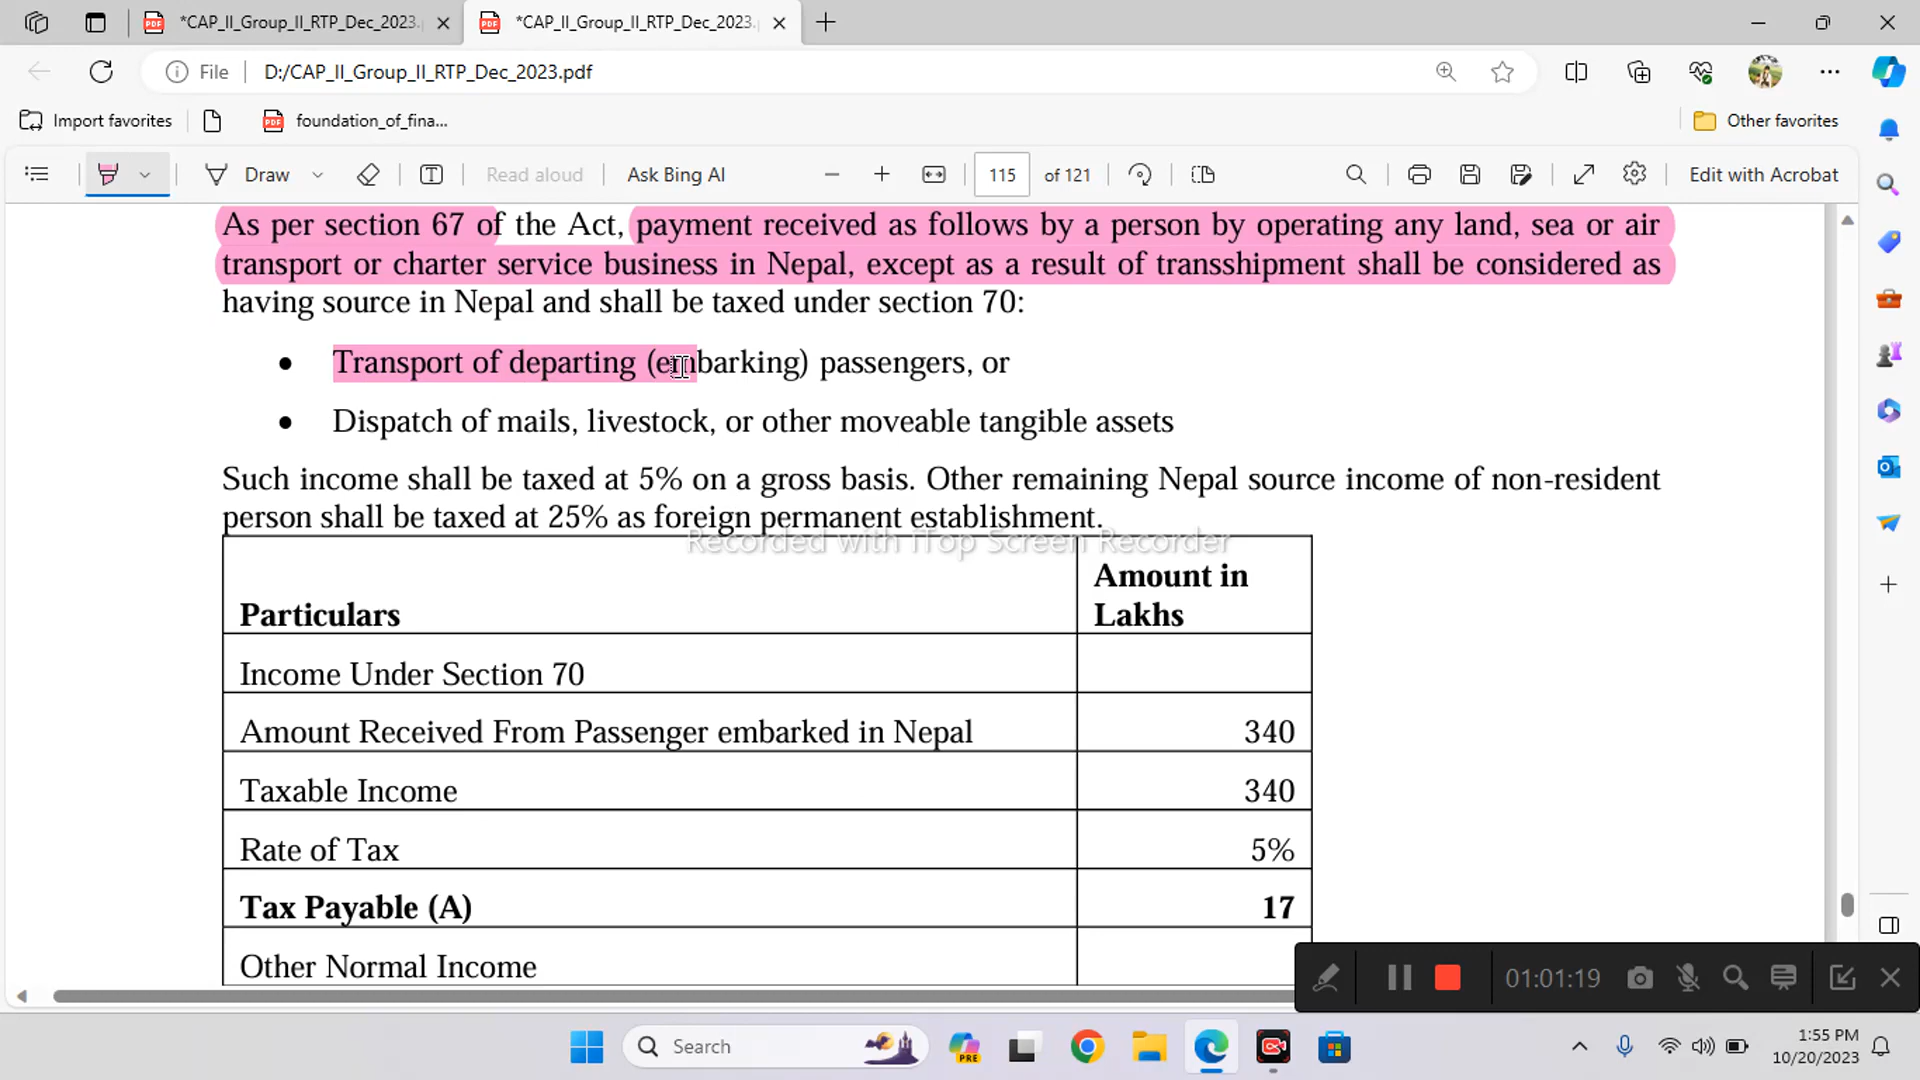 *CAP_II_Group_II_RTP_Dec_2023.
*CAP_II_Group_II_RTP_Dec_2023.
File
D:/CAP_II_Group_II_RTP_Dec_2023.pdf
Import favorites
foundation_of_fina...
Other favorites
Draw
Read aloud
Ask Bing AI
115
of 121
Edit with Acrobat
As per section 67 of the Act, payment received as follows by a person by operating any land, sea or air
transport or charter service business in Nepal, except as a result of transshipment shall be considered as
having source in Nepal and shall be taxed under section 70:
• Transport of departing (embarking) passengers, or
• Dispatch of mails, livestock, or other moveable tangible assets
Such income shall be taxed at 5% on a gross basis. Other remaining Nepal source income of non-resident
person shall be taxed at 25% as foreign permanent establishment.
Recorded with iTop Screen Recorder
Particulars
Amount in
Lakhs
Income Under Section 70
Amount Received From Passenger embarked in Nepal 340
Taxable Income 340
Rate of Tax 5%
Tax Payable (A) 17
Other Normal Income
01:01:19
Search
PRE
1:55 PM
10/20/2023